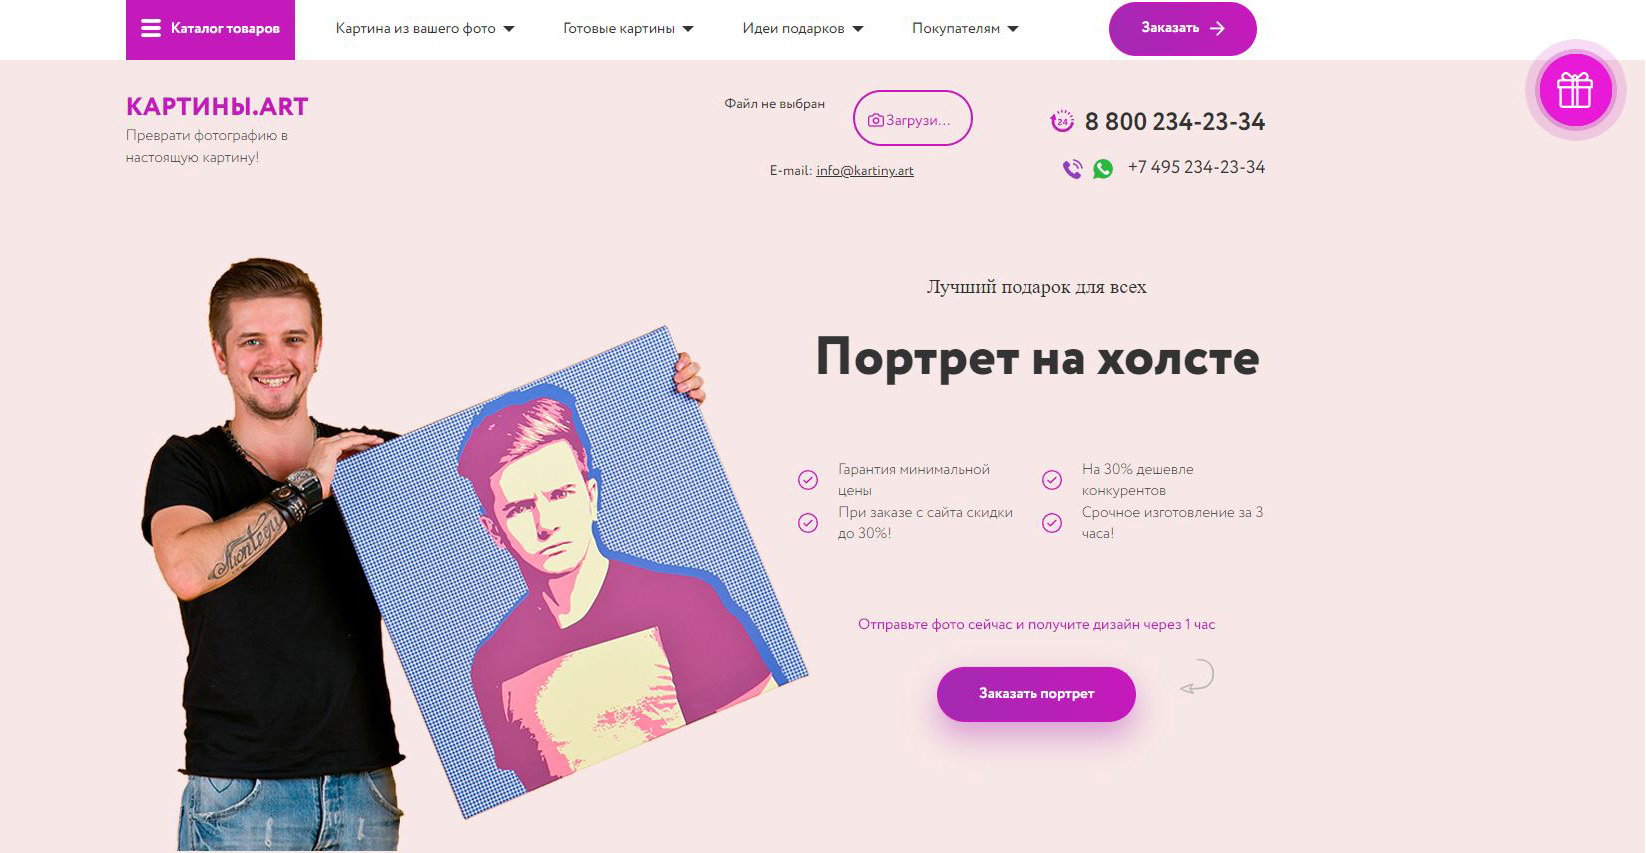 Каталог товаров
Картина из вашего фото
Готовые картины
Идеи подарков
Покупателям
Заказать
КАРТИНЫ.ART
Преврати фотографию в
настоящую картину!
Файл не выбран
Загрузи...
E-mail: info@kartiny.art
24
8 800 234-23-34
+7 495 234-23-34
Лучший подарок для всех
Портрет на холсте
Гарантия минимальной
цены
На 30% дешевле
конкурентов
При заказе с сайта скидки
до 30%!
Срочное изготовление за 3
часа!
Отправьте фото сейчас и получите дизайн через 1 час
Заказать портрет